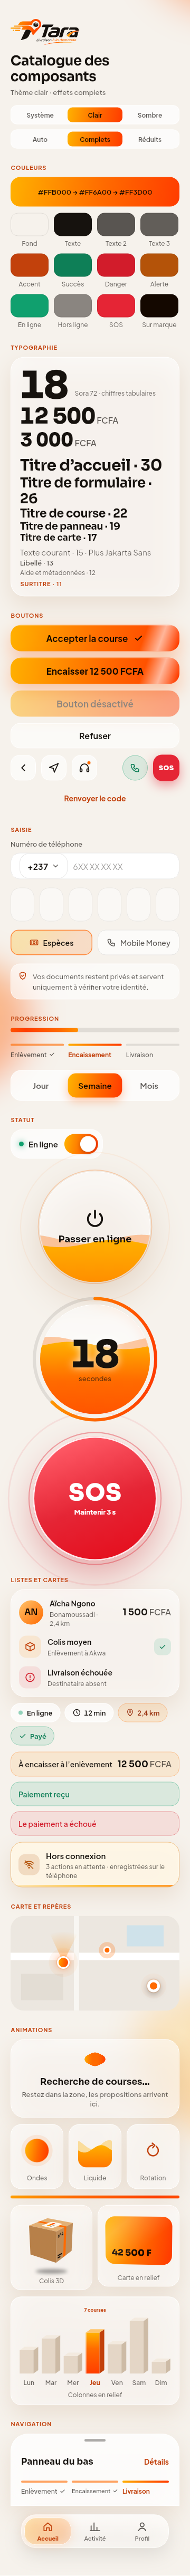 Tara
Catalogue des
composants
Thème clair · effets complets
Système Clair Sombre
Auto Complets Réduits
COULEURS
#FFB000 → #FF6A00 → #FF3D00
Fond Texte Texte 2 Texte 3
Accent Succès Danger Alerte
En ligne Hors ligne SOS Sur marque
TYPOGRAPHIE
18 Sora 72 · chiffres tabulaires
12 500 FCFA
3 000 FCFA
Titre d'accueil · 30
Titre de formulaire ·
26
Titre de course · 22
Titre de panneau · 19
Titre de carte · 17
Texte courant · 15 · Plus Jakarta Sans
Libellé · 13
Aide et métadonnées · 12
SURTITRE · 11
BOUTONS
Accepter la course
Encaisser 12 500 FCFA
Bouton désactivé
Refuser
SOS
Renvoyer le code
SAISIE
Numéro de téléphone
+237 6XX XX XX XX
Espèces Mobile Money
Vos documents restent privés et servent
uniquement à vérifier votre identité.
PROGRESSION
Enlèvement Encaissement Livraison
Jour Semaine Mois
STATUT
En ligne
Passer en ligne
18
secondes
SOS
Maintenir 3 s
LISTES ET CARTES
AN Aïcha Ngono
Bonamoussadi ·
2,4 km
1 500 FCFA
Colis moyen
Enlèvement à Akwa
Livraison échouée
Destinataire absent
En ligne 12 min 2,4 km
Payé
À encaisser à l'enlèvement 12 500 FCFA
Paiement reçu
Le paiement a échoué
Hors connexion
3 actions en attente · enregistrées sur le
téléphone
CARTE ET REPÈRES
ANIMATIONS
Recherche de courses…
Restez dans la zone, les propositions arrivent
ici.
Ondes Liquide Rotation
42 500 F
Colis 3D Carte en relief
7 courses
Lun Mar Mer Jeu Ven Sam Dim
Colonnes en relief
NAVIGATION
Panneau du bas Détails
Enlèvement Encaissement Livraison
Accueil Activité Profil